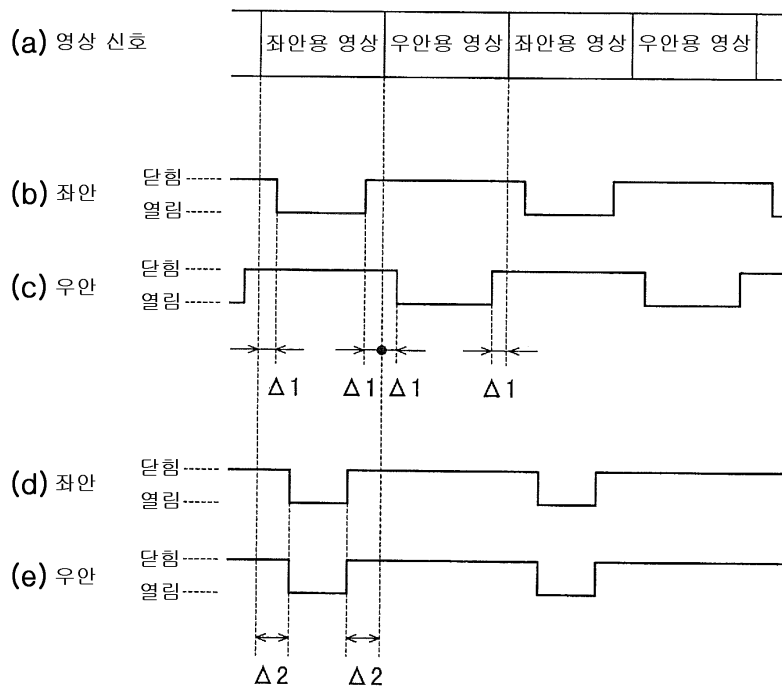 (a) 영상 신호 좌안용 영상 우안용 영상 좌안용 영상 우안용 영상
(b) 좌안 닫힘
열림
(c) 우안 닫힘
열림
Δ1 Δ1 Δ1 Δ1
(d) 좌안 닫힘
열림
(e) 우안 닫힘
열림
Δ2 Δ2